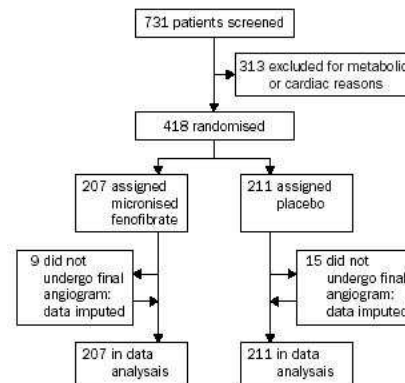 731 patients screened
313 excluded for metabolic
or cardiac reasons
418 randomised
207 assigned
micronised
fenofibrate
211 assigned
placebo
9 did not
undergo final
angiogram:
data imputed
15 did not
undergo final
angiogram:
data imputed
207 in data
analysais
211 in data
analysis